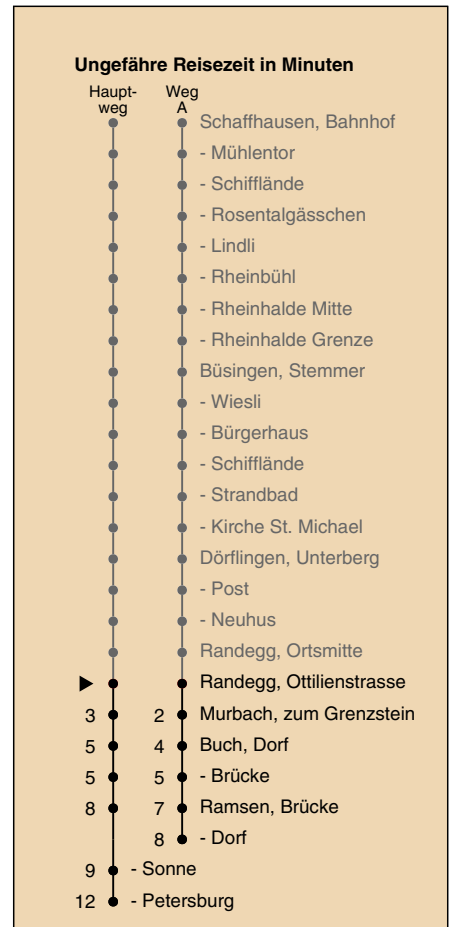 Ungefähre Reisezeit in Minuten
Haupt- Weg
weg A
Schaffhausen, Bahnhof
- Mühlentor
- Schifflände
- Rosentalgässchen
- Lindli
- Rheinbühl
- Rheinhalde Mitte
- Rheinhalde Grenze
Büsingen, Stemmer
- Wiesli
- Bürgerhaus
- Schifflände
- Strandbad
- Kirche St. Michael
Dörflingen, Unterberg
- Post
- Neuhus
Randegg, Ortsmitte
Randegg, Ottilienstrasse
3 2 Murbach, zum Grenzstein
5 4 Buch, Dorf
5 5 - Brücke
8 7 Ramsen, Brücke
8 - Dorf
9 - Sonne
12 - Petersburg